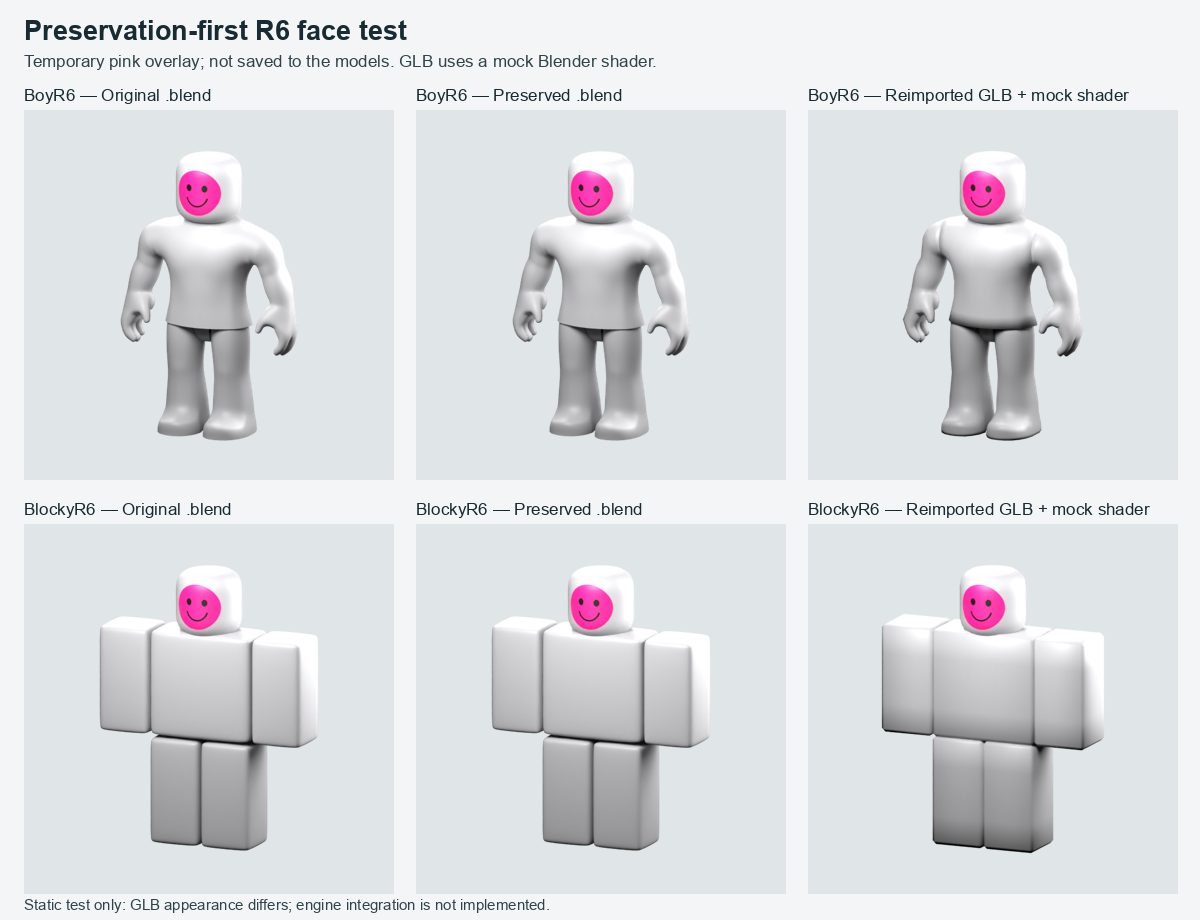 Preservation-first R6 face test
Temporary pink overlay; not saved to the models. GLB uses a mock Blender shader.
BoyR6 — Original .blend
BoyR6 — Preserved .blend
BoyR6 — Reimported GLB + mock shader
BlockyR6 — Original .blend
BlockyR6 — Preserved .blend
BlockyR6 — Reimported GLB + mock shader
Static test only: GLB appearance differs; engine integration is not implemented.